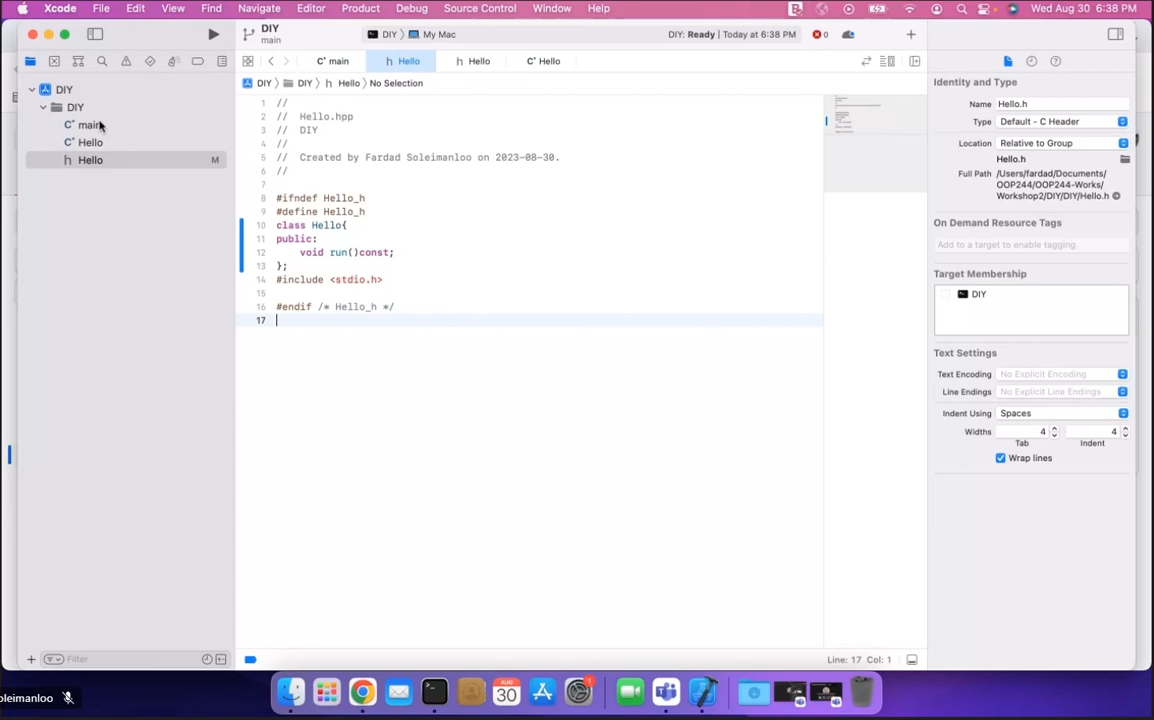 Xcode File Edit View Find Navigate Editor Product Debug Source Control Window Help Wed Aug 30 6:38 PM
DIY
main
DIY My Mac
DIY: Ready | Today at 6:38 PM
0
main
Hello
Hello
Hello
DIY
DIY
Hello
No Selection
DIY
DIY
main
Hello
Hello
M
1 //
2 // Hello.hpp
3 // DIY
4 //
5 // Created by Fardad Soleimanloo on 2023-08-30.
6 //
7
8 #ifndef Hello_h
9 #define Hello_h
10 class Hello{
11 public:
12 void run()const;
13 };
14 #include <stdio.h>
15
16 #endif /* Hello_h */
17
Identity and Type
Name Hello.h
Type Default - C Header
Location Relative to Group
Hello.h
Full Path /Users/fardad/Documents/
OOP244/OOP244-Works/
Workshop2/DIY/DIY/Hello.h
On Demand Resource Tags
Add to a target to enable tagging
Target Membership
DIY
Text Settings
Text Encoding No Explicit Encoding
Line Endings No Explicit Line Endings
Indent Using Spaces
Widths 4 4
Tab Indent
Wrap lines
Filter
Line: 17 Col: 1
oleimanloo
AUG
30
1